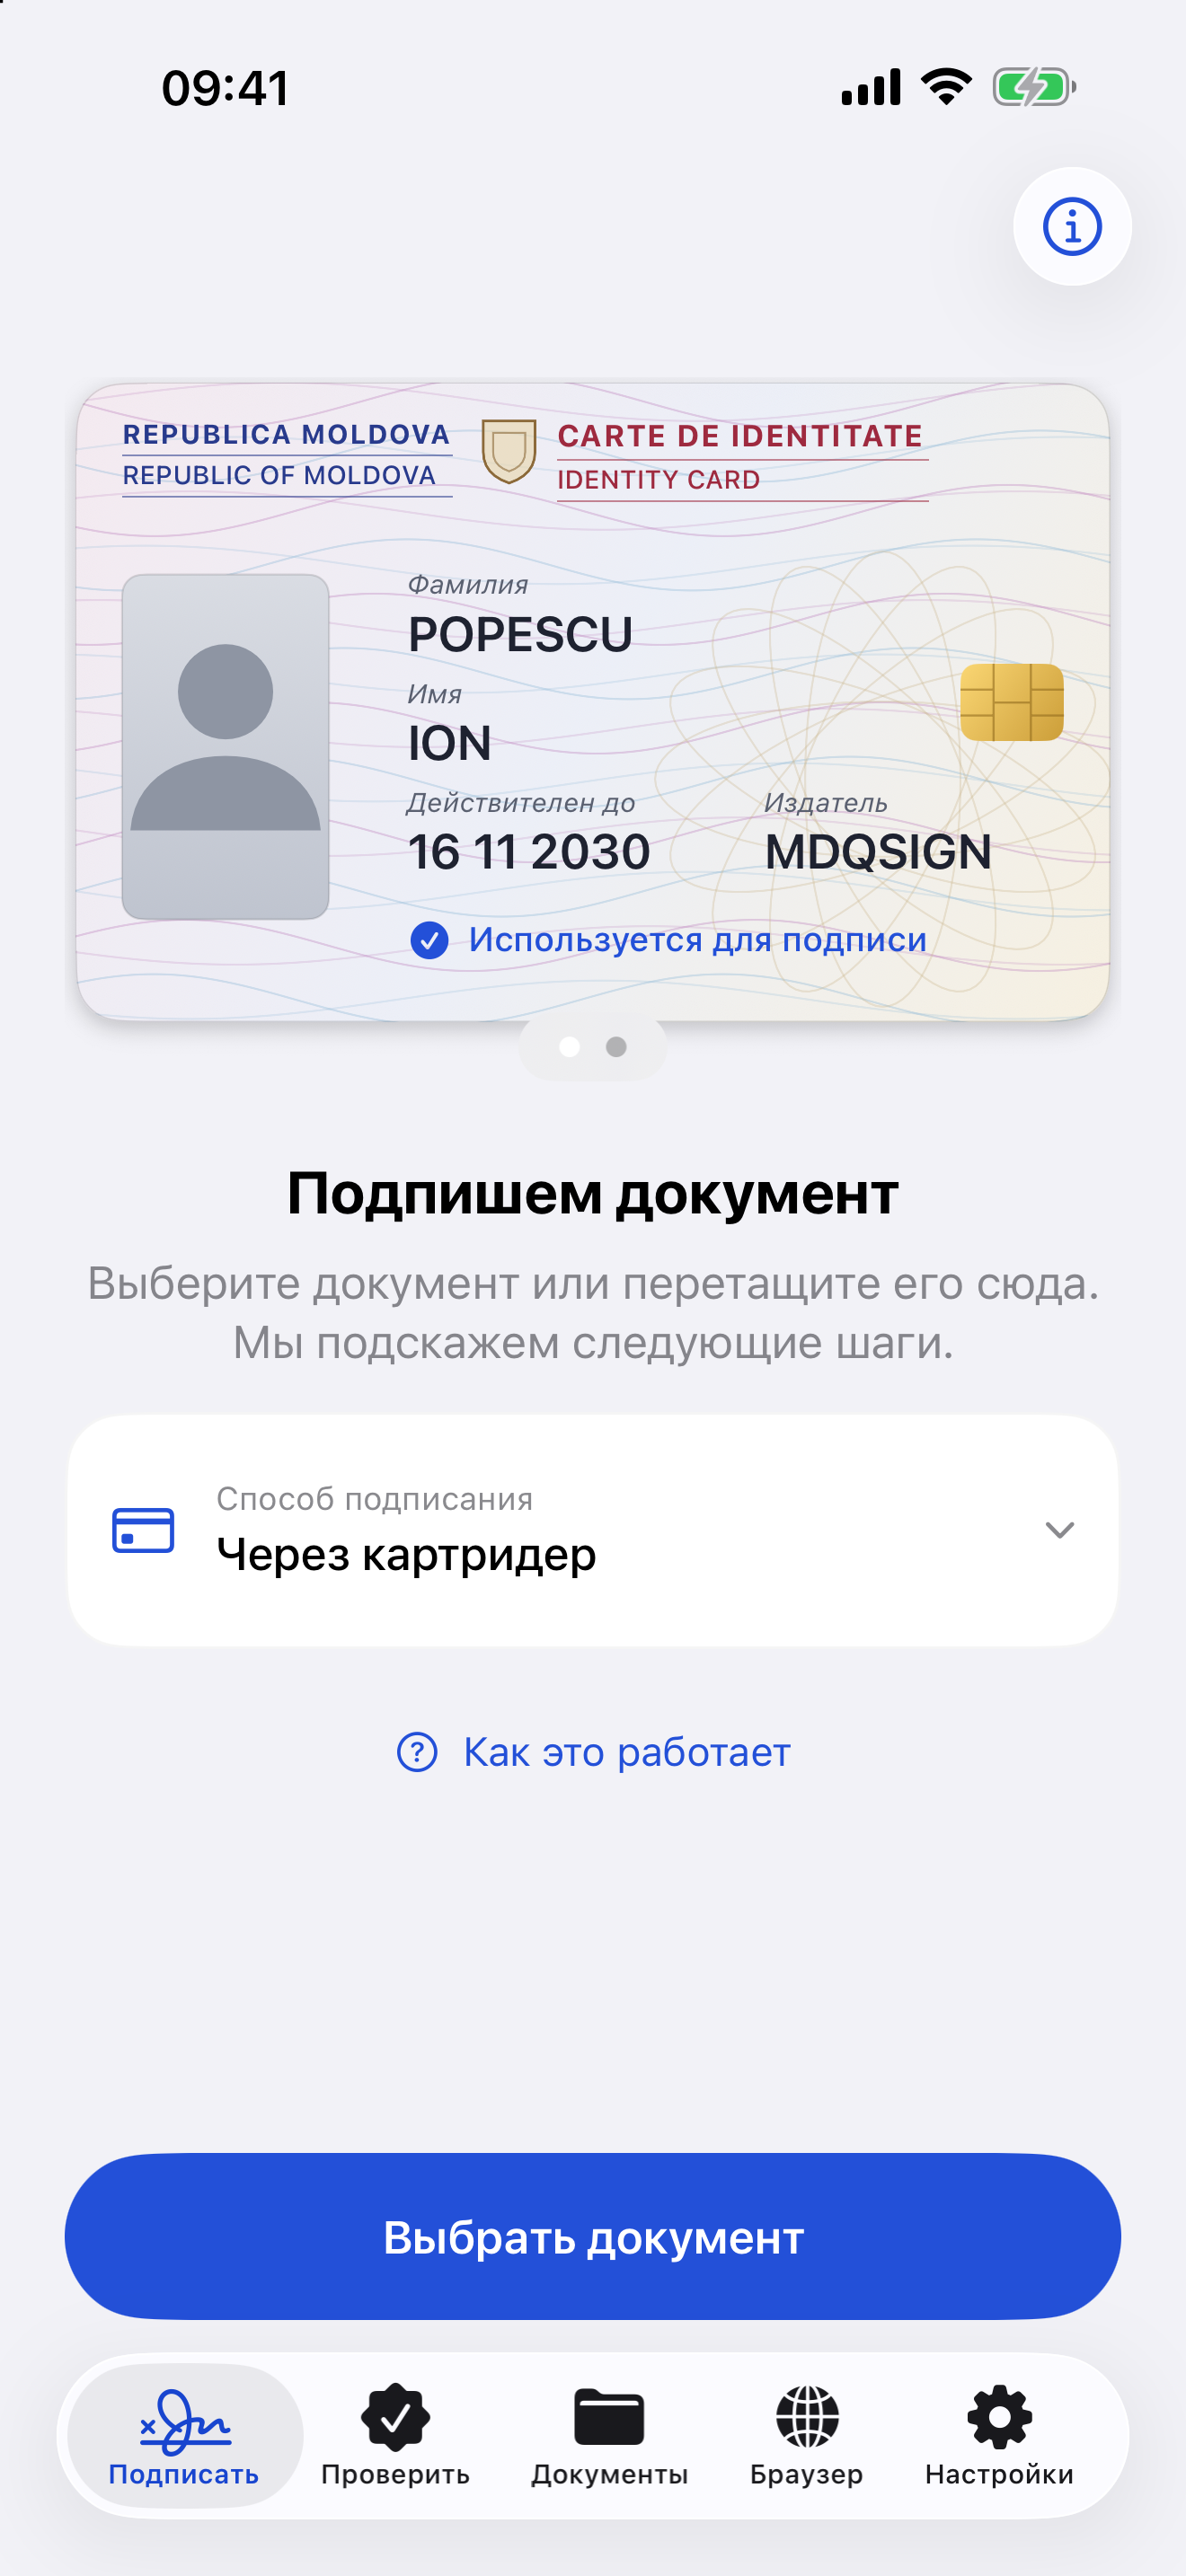 09:41
REPUBLICA MOLDOVA
REPUBLIC OF MOLDOVA
CARTE DE IDENTITATE
IDENTITY CARD
Фамилия
POPESCU
Имя
ION
Действителен до
16 11 2030
Издатель
MDQSIGN
Используется для подписи
Подпишем документ
Выберите документ или перетащите его сюда.
Мы подскажем следующие шаги.
Способ подписания
Через картридер
Как это работает
Выбрать документ
Подписать
Проверить
Документы
Браузер
Настройки